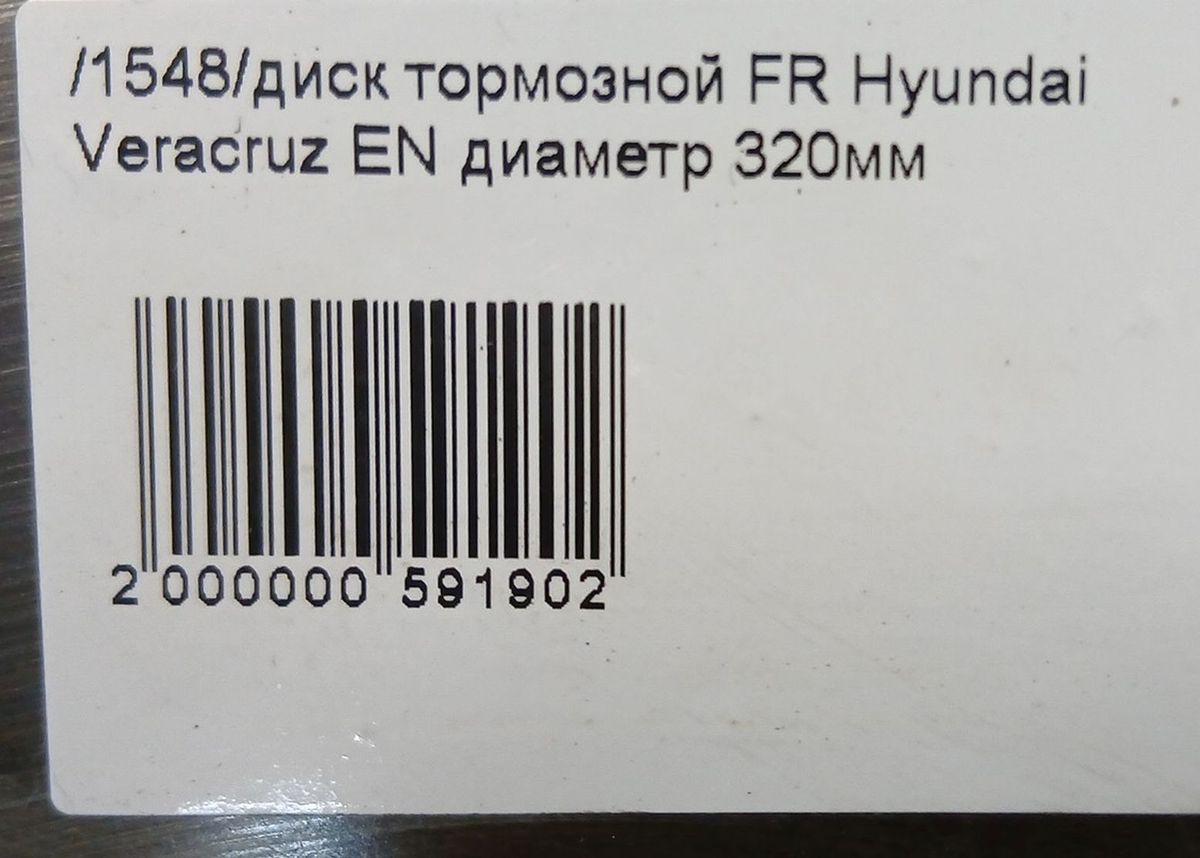 /1548/диск тормозной FR Hyundai
Veracruz EN диаметр 320мм
2 000000 591902